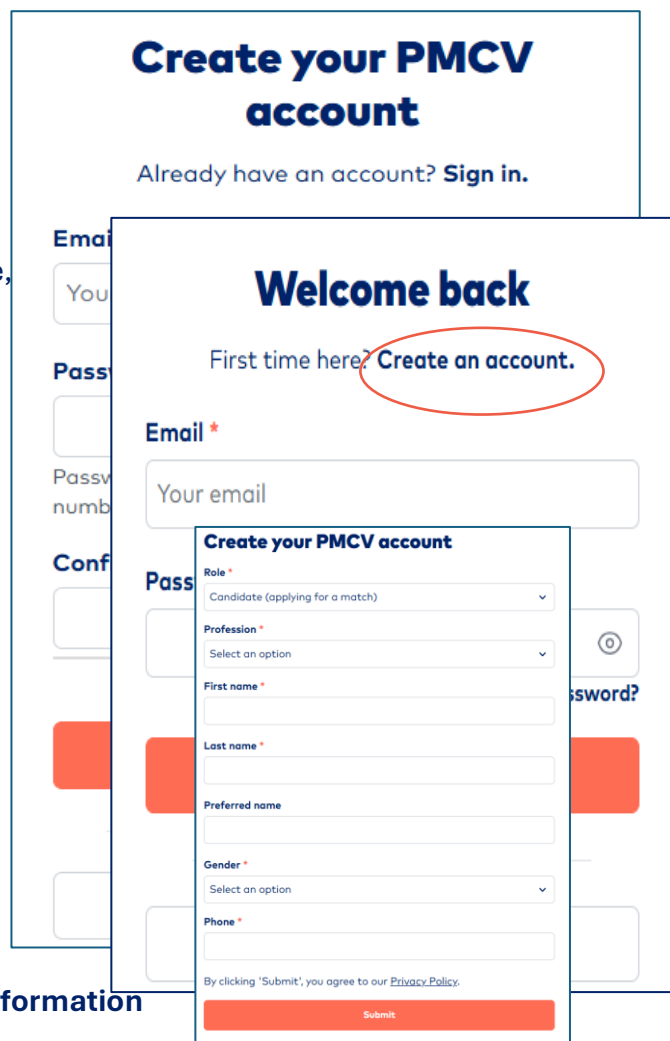 Create your PMCV
account
Already have an account? Sign in.
Welcome back
First time here? Create an account.
Email *
Your email
Create your PMCV account
Role *
Candidate (applying for a match)
Profession *
Select an option
First name *
Last name *
Preferred name
Gender *
Select an option
Phone *
By clicking 'Submit', you agree to our Privacy Policy.
Submit